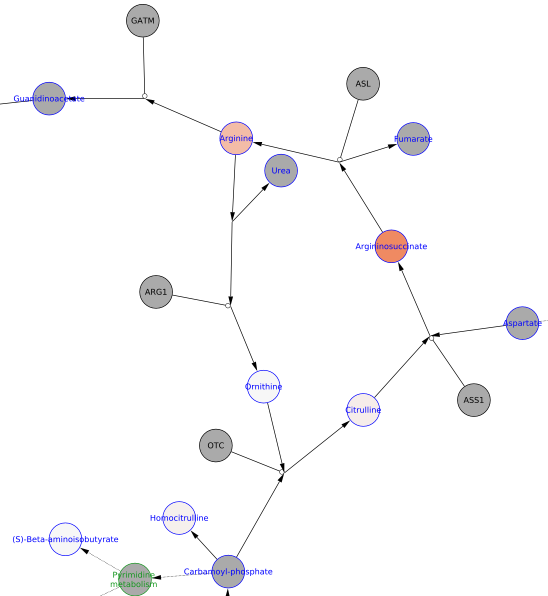 GATM
ASL
Guanidinoacetate
Arginine
Fumarate
Urea
Argininosuccinate
ARG1
Aspartate
Ornithine
Citrulline
ASS1
OTC
Homocitrulline
(S)-Beta-aminoisobutyrate
Carbamoyl-phosphate
Pyrimidine
metabolism